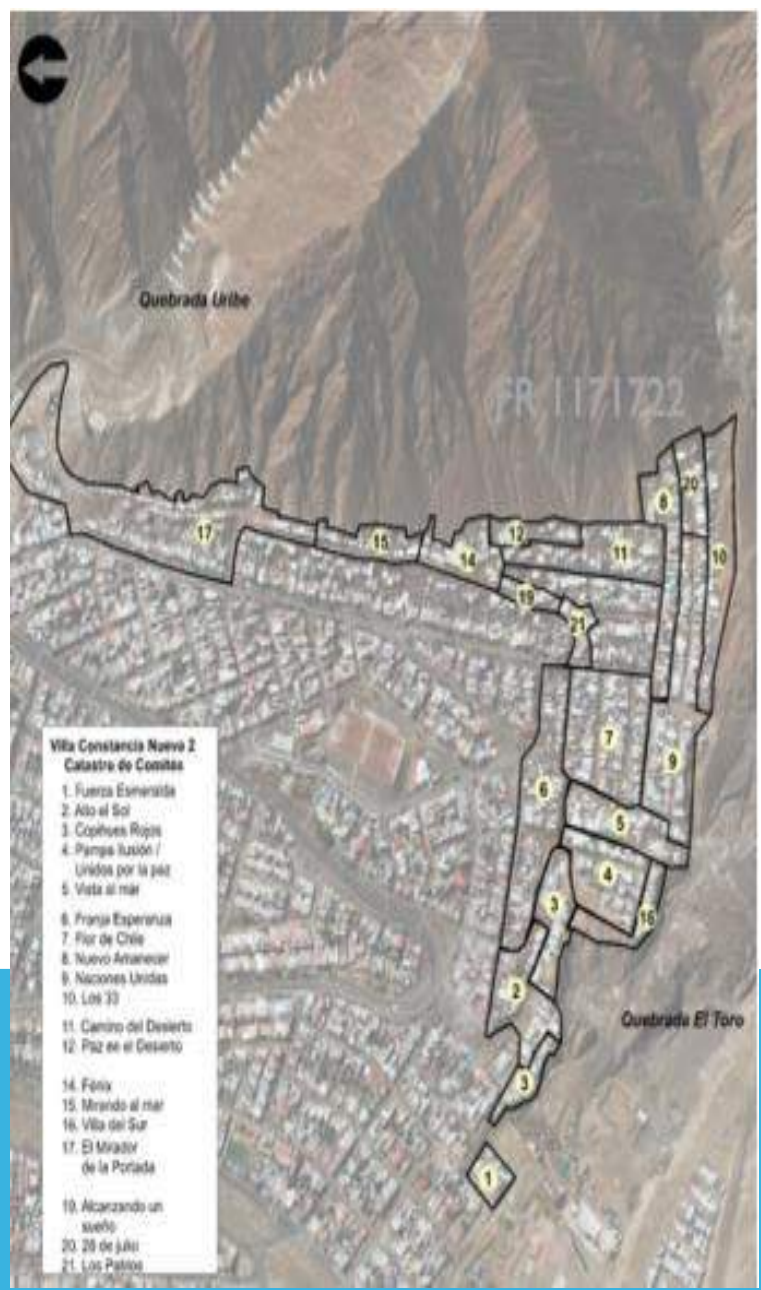 Quebrada Uribe
FR 1171722
8
20
17
12
15
14
11
10
19
21
7
6
9
5
4
3
16
2
Quebrada El Toro
3
1
Villa Constancia Nueva 2
Catastro de Comites
1. Fuerza Esmeralda
2. Alto el Sol
3. Copihues Rojos
4. Pampa Ilusión /
Unidos por la paz
5. Vista al mar
6. Franja Esperanza
7. Flor de Chile
8. Nuevo Amanecer
9. Naciones Unidas
10. Los 33
11. Camino del Desierto
12. Paz en el Desierto
14. Fénix
15. Mirando al mar
16. Villa del Sur
17. El Mirador
de la Portada
19. Alcanzando un
sueño
20. 28 de julio
21. Los Patios